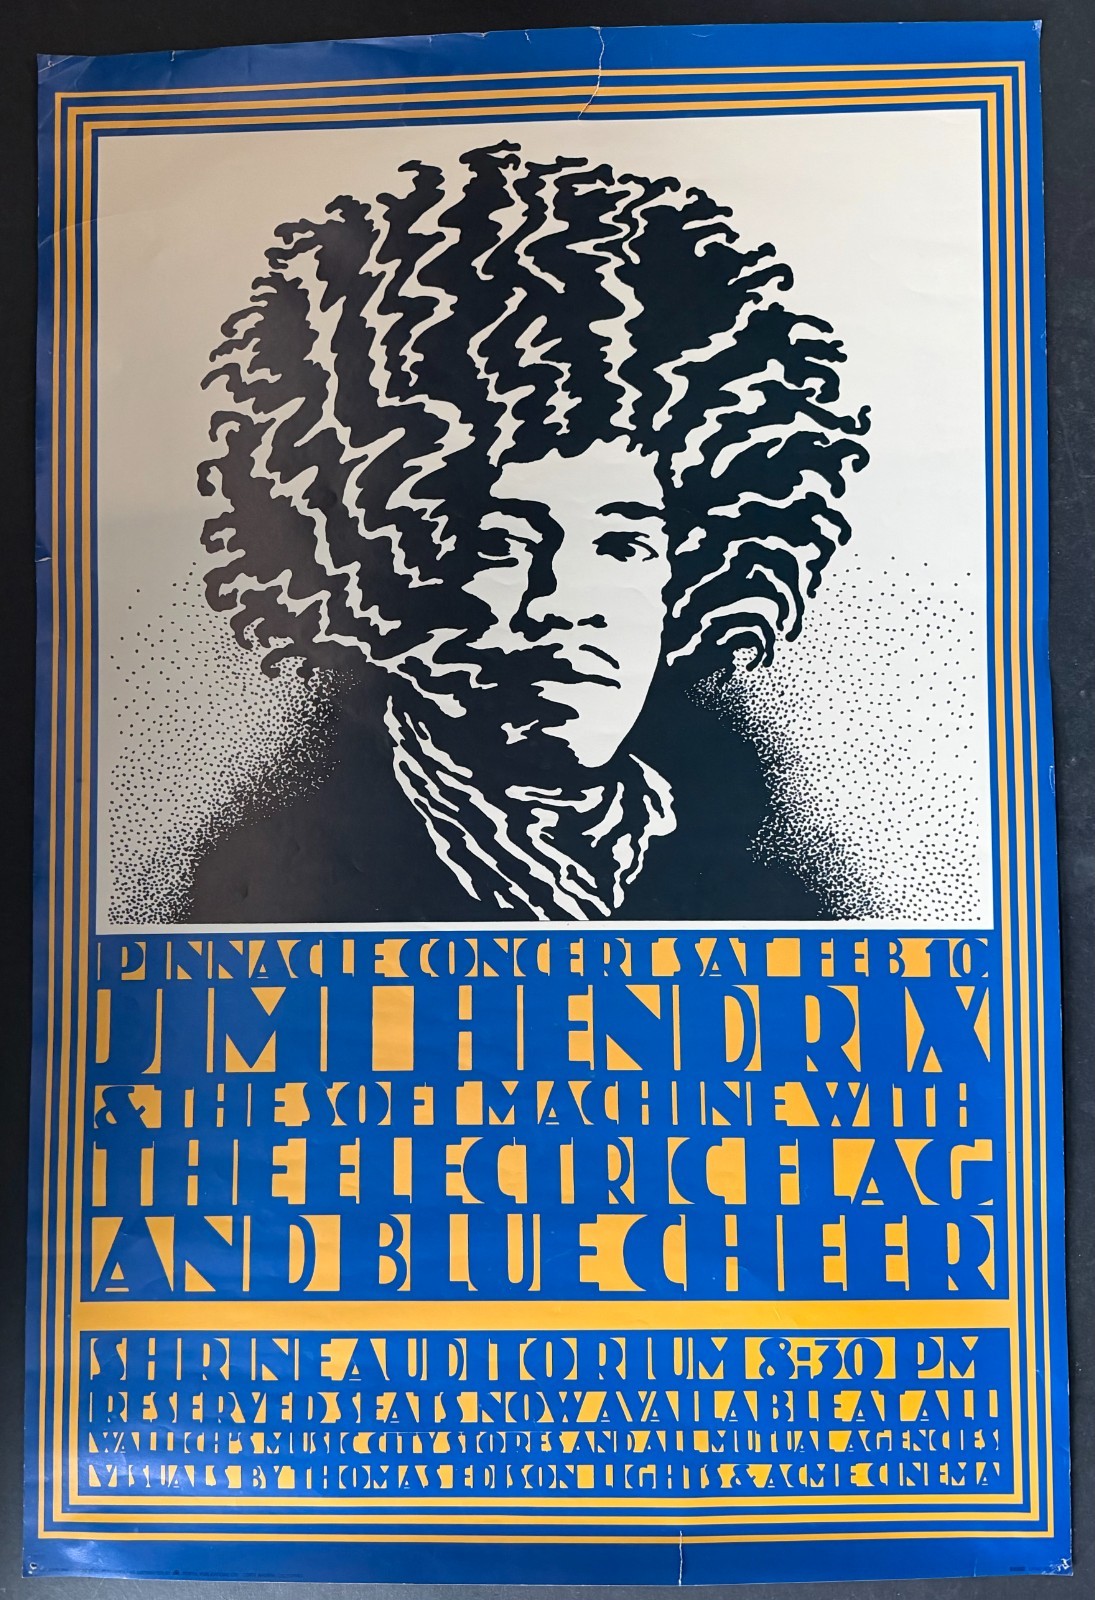 PINNACLE CONCERT SAT FEB 10
JIMI HENDRIX
& THE SOFT MACHINE WITH
THE ELECTRIC FLAG
AND BLUE CHEER
SHRINE AUDITORIUM 8:30 PM
RESERVED SEATS NOW AVAILABLE AT ALL
WALLICH'S MUSIC CITY STORES AND ALL MUTUAL AGENCIES
VISUALS BY THOMAS EDISON LIGHTS & ACME CINEMA